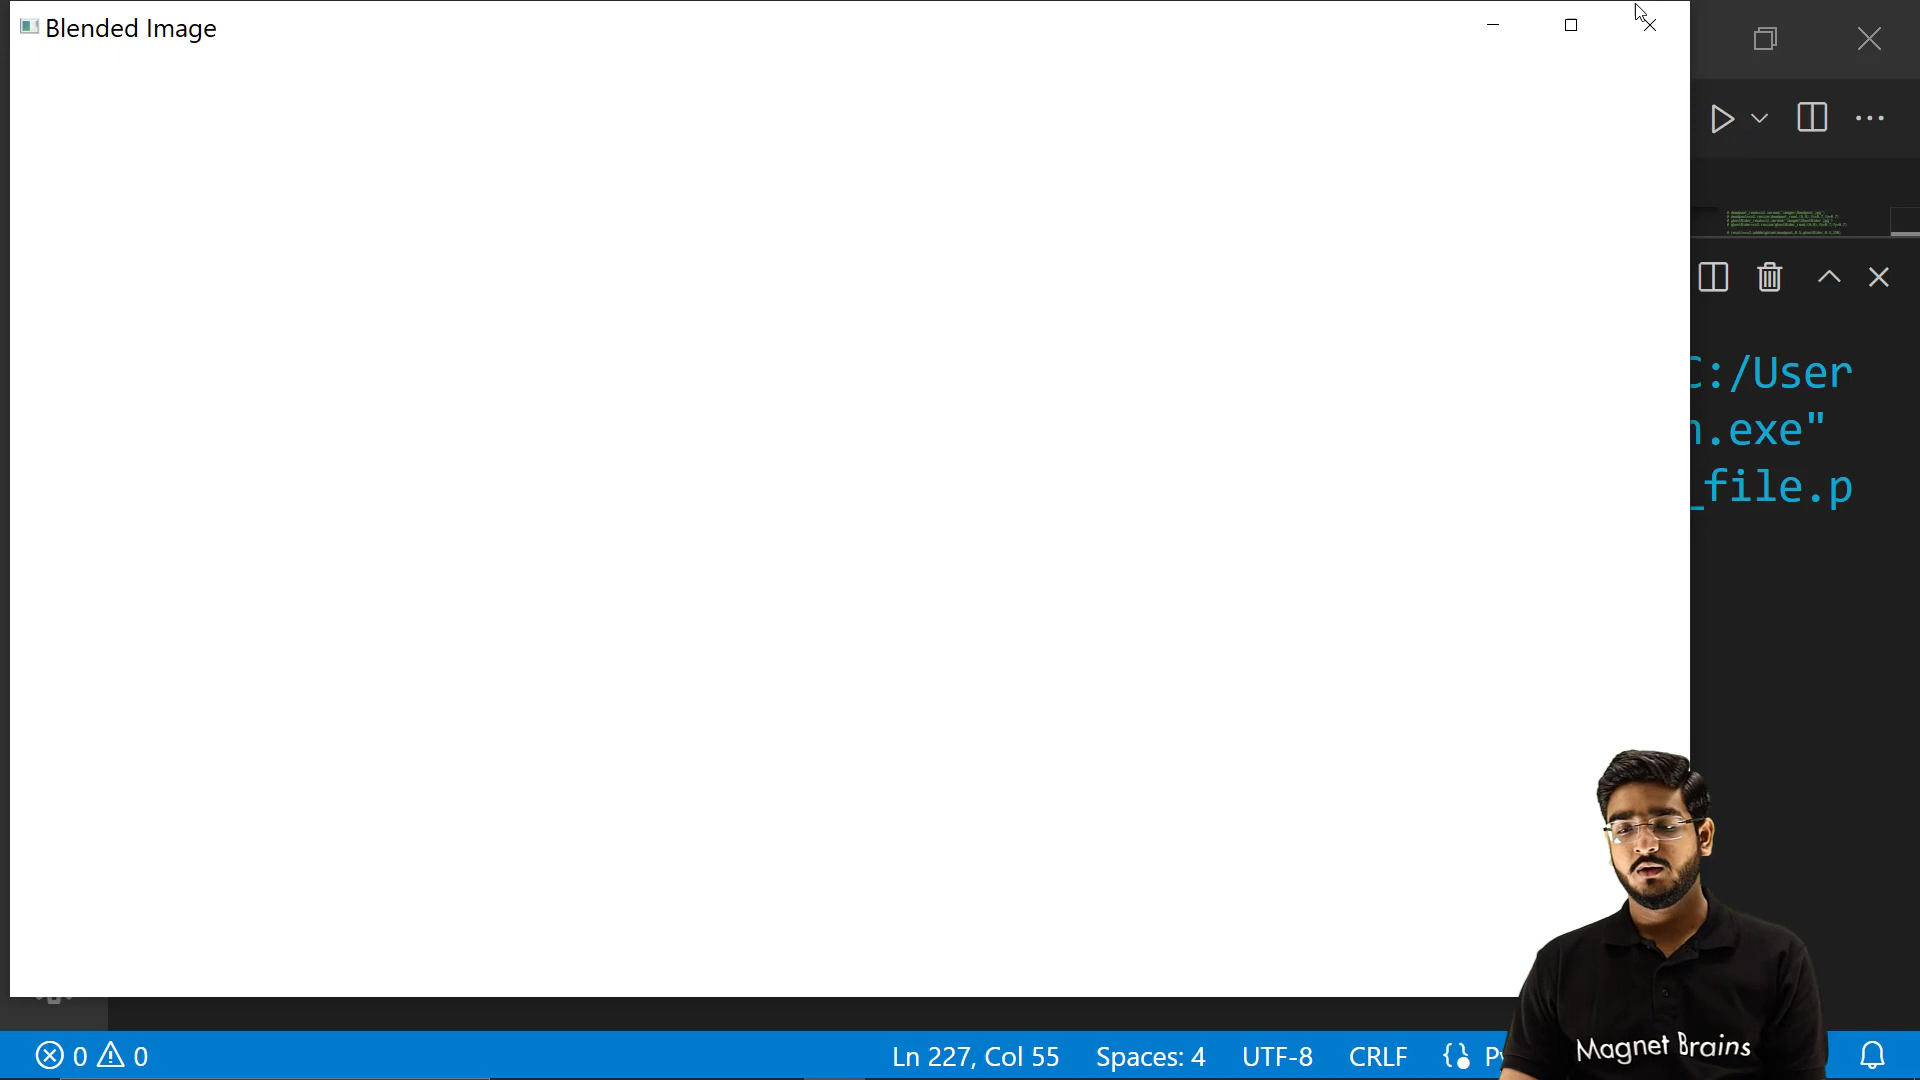 Blended Image
C:/User
n.exe"
_file.p
0 0
Ln 227, Col 55
Spaces: 4
UTF-8
CRLF
Magnet Brains